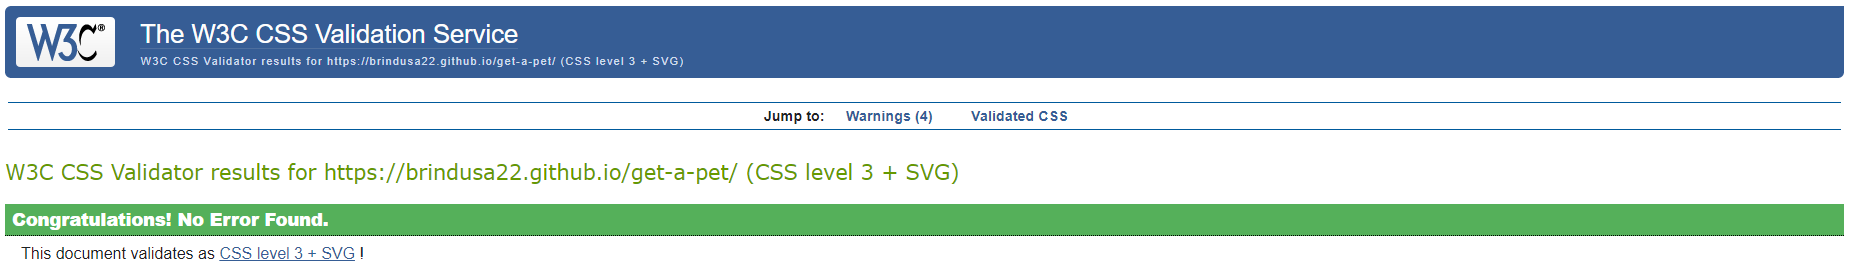 W3C®
The W3C CSS Validation Service
W3C CSS Validator results for https://brindusa22.github.io/get-a-pet/ (CSS level 3 + SVG)
Jump to: Warnings (4) Validated CSS
W3C CSS Validator results for https://brindusa22.github.io/get-a-pet/ (CSS level 3 + SVG)
Congratulations! No Error Found.
This document validates as CSS level 3 + SVG !